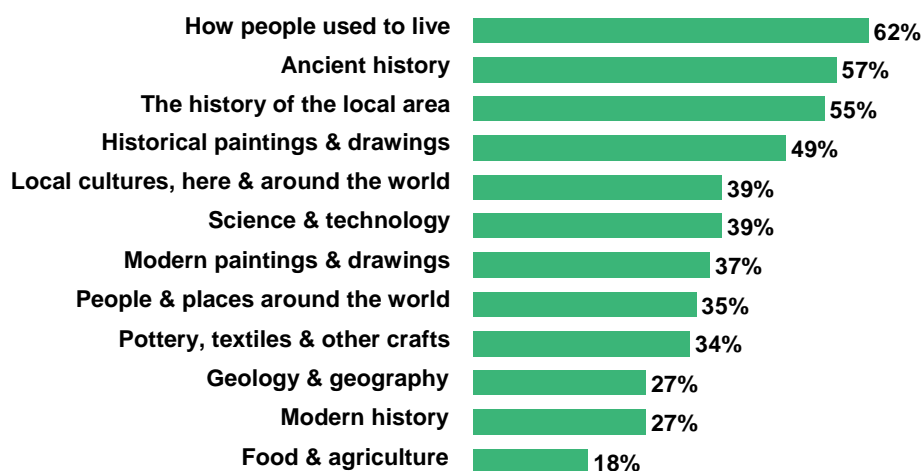 How people used to live 62%
Ancient history 57%
The history of the local area 55%
Historical paintings & drawings 49%
Local cultures, here & around the world 39%
Science & technology 39%
Modern paintings & drawings 37%
People & places around the world 35%
Pottery, textiles & other crafts 34%
Geology & geography 27%
Modern history 27%
Food & agriculture 18%